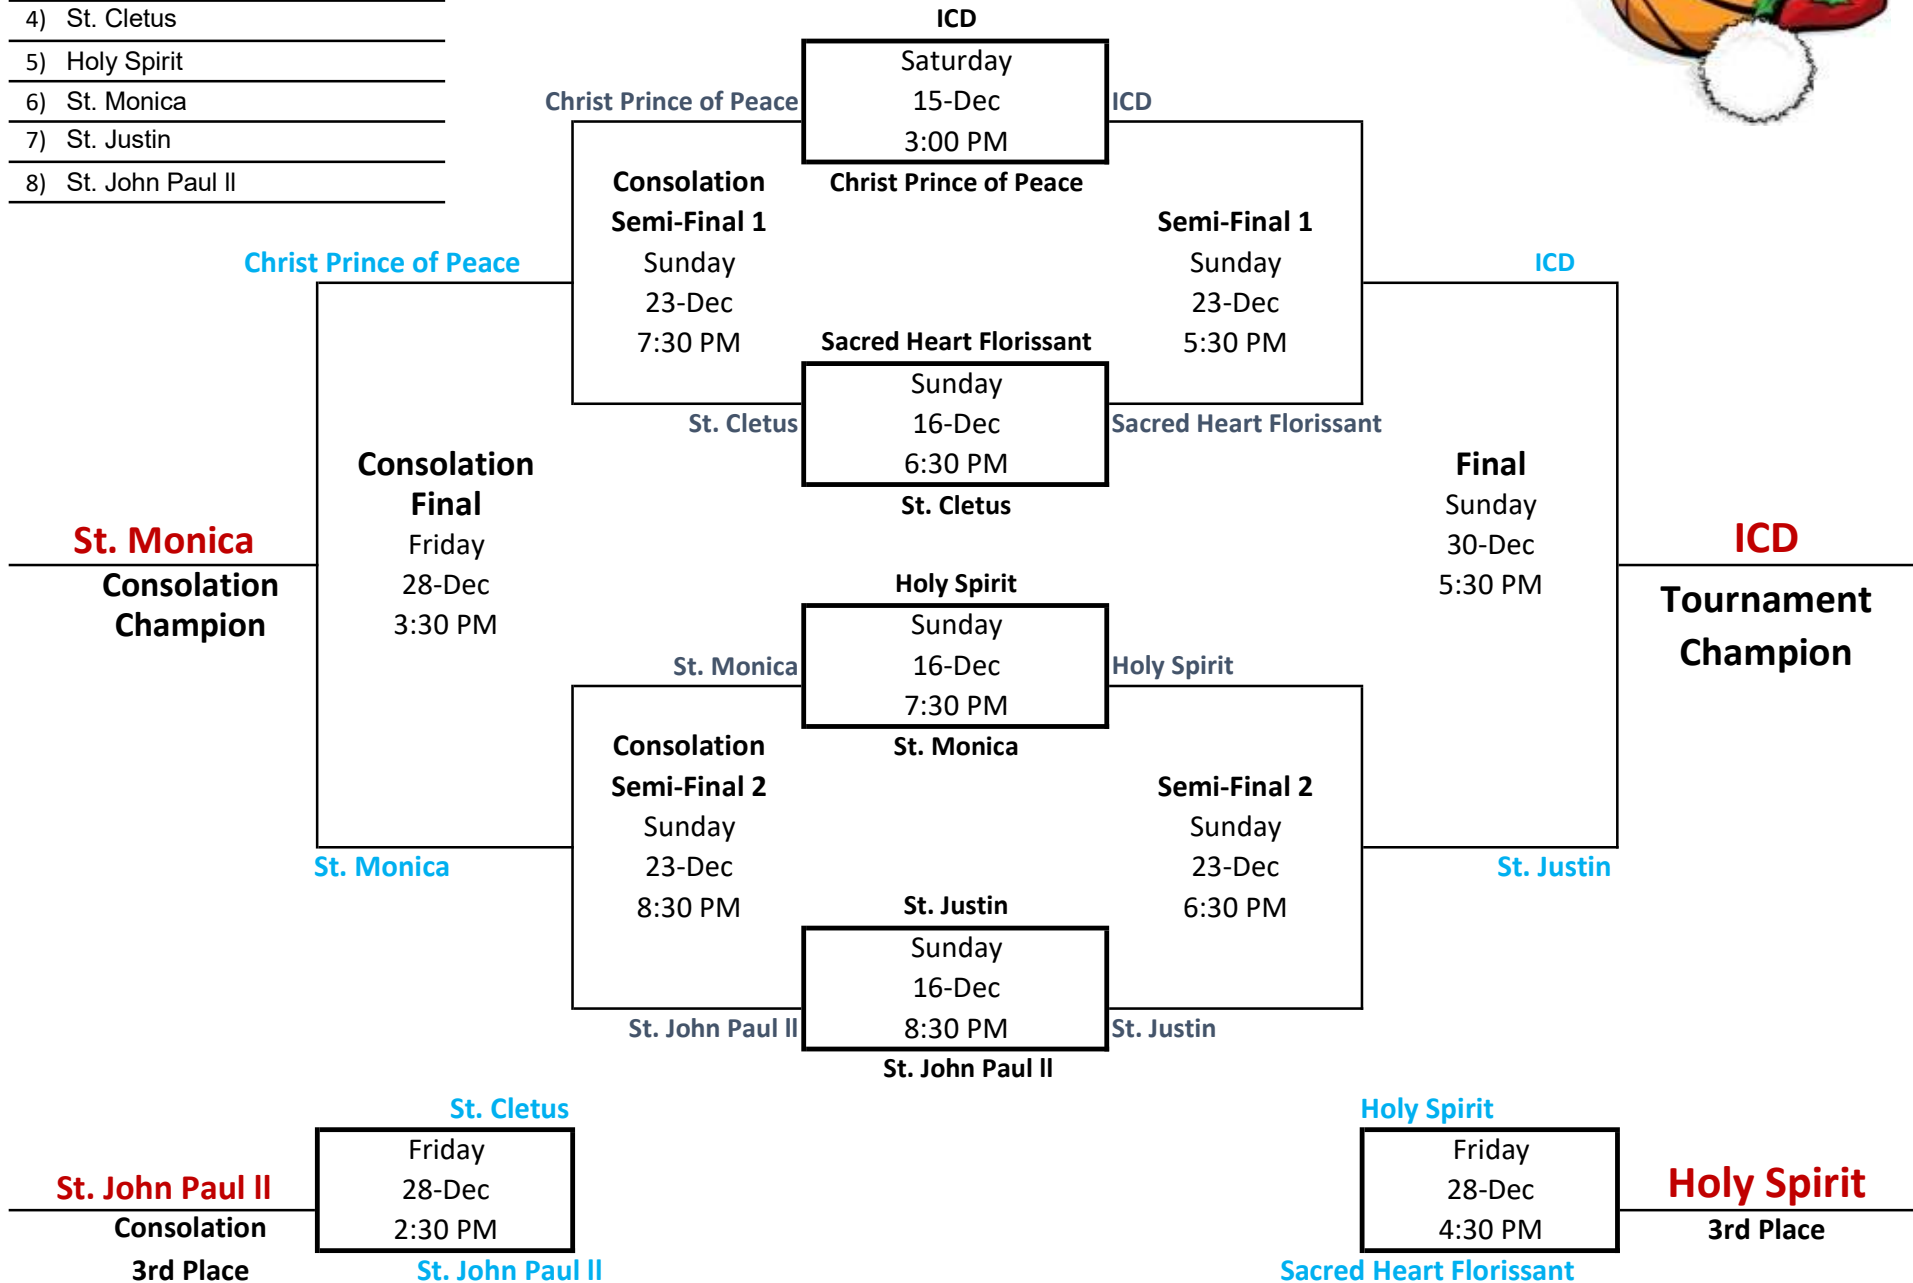 4) St. Cletus
5) Holy Spirit
6) St. Monica
7) St. Justin
8) St. John Paul ll
ICD
Saturday
15-Dec
3:00 PM
Christ Prince of Peace
Christ Prince of Peace
ICD
Consolation
Semi-Final 1
Sunday
23-Dec
7:30 PM
Semi-Final 1
Sunday
23-Dec
5:30 PM
Christ Prince of Peace
ICD
Sacred Heart Florissant
Sunday
16-Dec
6:30 PM
St. Cletus
St. Cletus
Sacred Heart Florissant
Consolation
Final
Friday
28-Dec
3:30 PM
Final
Sunday
30-Dec
5:30 PM
St. Monica
Consolation
Champion
ICD
Tournament
Champion
Holy Spirit
Sunday
16-Dec
7:30 PM
St. Monica
St. Monica
Holy Spirit
Consolation
Semi-Final 2
Sunday
23-Dec
8:30 PM
Semi-Final 2
Sunday
23-Dec
6:30 PM
St. Monica
St. Justin
St. Justin
Sunday
16-Dec
8:30 PM
St. John Paul ll
St. John Paul ll
St. Justin
St. Cletus
Friday
28-Dec
2:30 PM
St. John Paul ll
St. John Paul ll
Consolation
3rd Place
Holy Spirit
Friday
28-Dec
4:30 PM
Sacred Heart Florissant
Holy Spirit
3rd Place